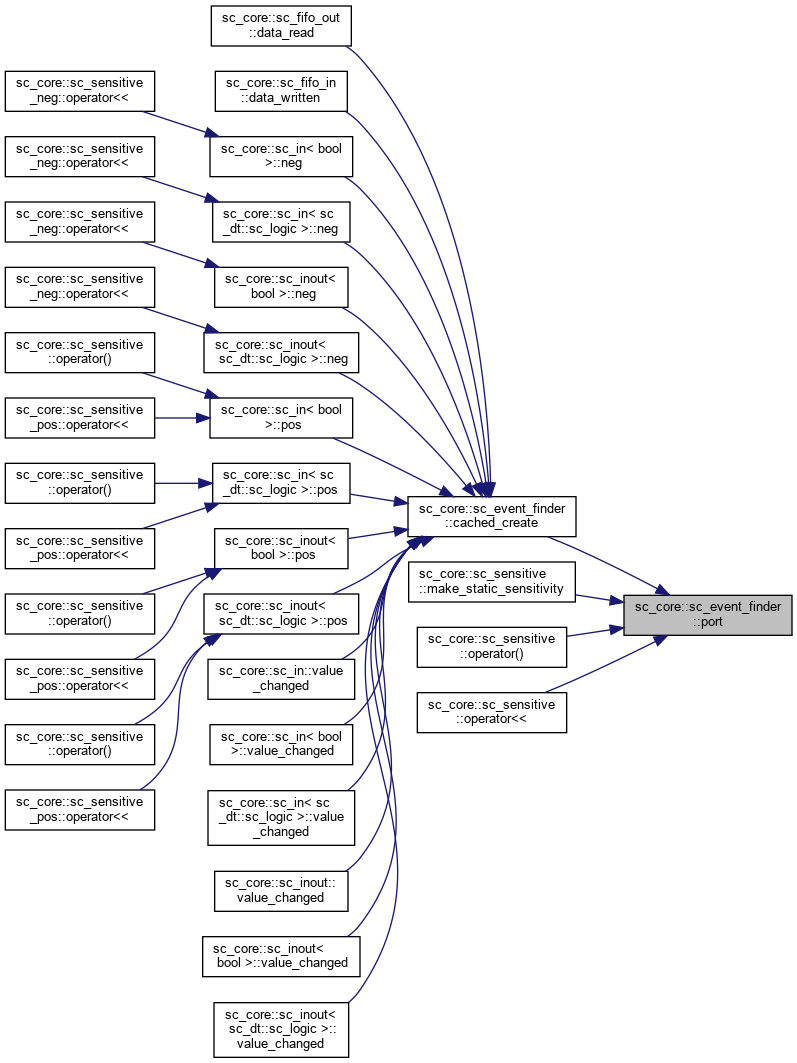 sc_core::sc_fifo_out
::data_read
sc_core::sc_fifo_in
::data_written
sc_core::sc_sensitive
_neg::operator<<
sc_core::sc_in< bool
>::neg
sc_core::sc_sensitive
_neg::operator<<
sc_core::sc_in< sc
_dt::sc_logic >::neg
sc_core::sc_sensitive
_neg::operator<<
sc_core::sc_inout<
bool >::neg
sc_core::sc_sensitive
_neg::operator<<
sc_core::sc_inout<
sc_dt::sc_logic >::neg
sc_core::sc_sensitive
::operator()
sc_core::sc_sensitive
_pos::operator<<
sc_core::sc_in< bool
>::pos
sc_core::sc_sensitive
::operator()
sc_core::sc_in< sc
_dt::sc_logic >::pos
sc_core::sc_sensitive
_pos::operator<<
sc_core::sc_inout<
bool >::pos
sc_core::sc_sensitive
::operator()
sc_core::sc_inout<
sc_dt::sc_logic >::pos
sc_core::sc_sensitive
_pos::operator<<
sc_core::sc_in::value
_changed
sc_core::sc_sensitive
::operator()
sc_core::sc_in< bool
>::value_changed
sc_core::sc_sensitive
_pos::operator<<
sc_core::sc_in< sc
_dt::sc_logic >::value
_changed
sc_core::sc_inout::
value_changed
sc_core::sc_inout<
bool >::value_changed
sc_core::sc_inout<
sc_dt::sc_logic >::
value_changed
sc_core::sc_event_finder
::cached_create
sc_core::sc_sensitive
::make_static_sensitivity
sc_core::sc_sensitive
::operator()
sc_core::sc_sensitive
::operator<<
sc_core::sc_event_finder
::port